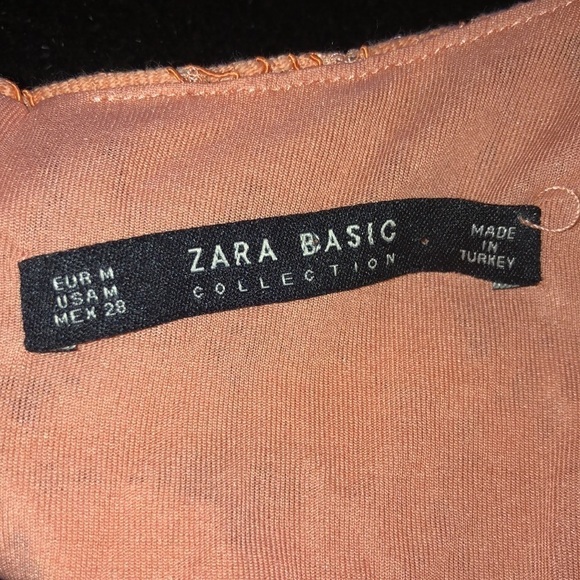 EUR M
USA M
MEX 28
ZARA BASIC
COLLECTION
MADE
IN
TURKEY